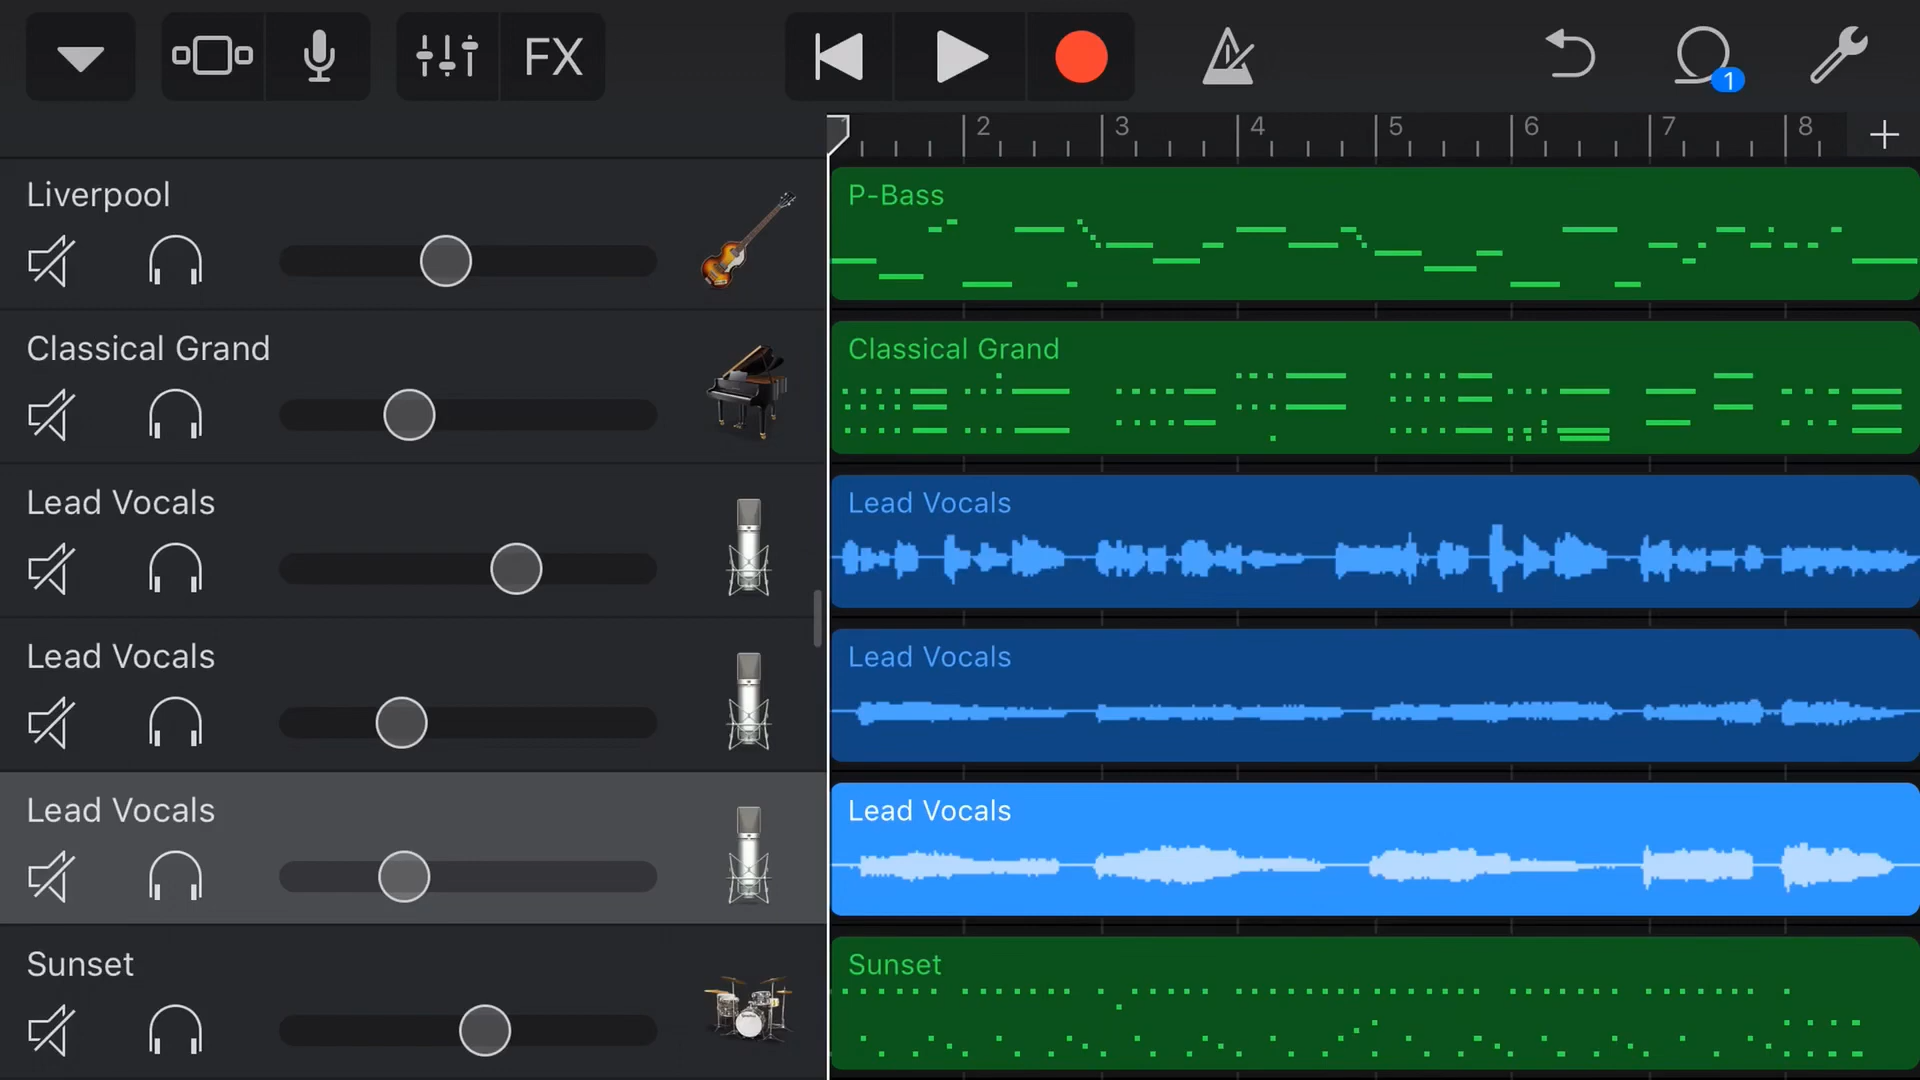 FX
1
2
3
4
5
6
7
8
Liverpool
P-Bass
Classical Grand
Classical Grand
Lead Vocals
Lead Vocals
Lead Vocals
Lead Vocals
Lead Vocals
Lead Vocals
Sunset
Sunset